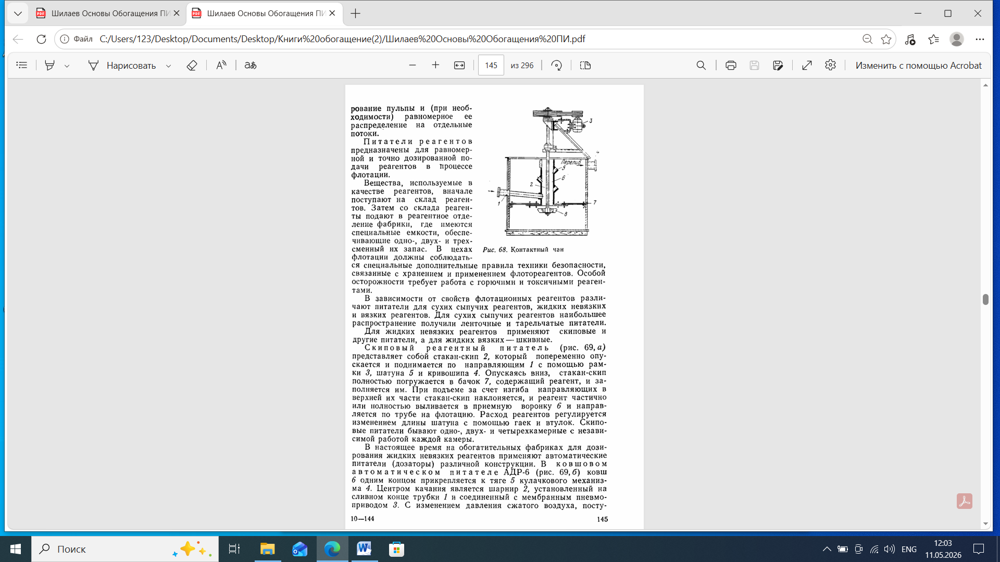 Шилаев Основы Обогащения ПИ
Шилаев Основы Обогащения ПИ
Файл
C:/Users/123/Desktop/Documents/Desktop/Книги%20обогащение(2)/Шилаев%20Основы%20Обогащения%20ПИ.pdf
Нарисовать
aあ
145
из 296
Изменить с помощью Acrobat
рование пульпы и (при необ-
ходимости) равномерное ее
распределение на отдельные
потоки.
Питатели реагентов
предназначены для равномер-
ной и точно дозированной по-
дачи реагентов в процессе
флотации.
Вещества, используемые в
качестве реагентов, вначале
поступают на склад реаген-
тов. Затем со склада реаген-
ты подают в реагентное отде-
ление фабрики, где имеются
специальные емкости, обеспе-
чивающие одно-, двух- и трех-
сменный их запас. В цехах
флотации должны соблюдать-
3
4
Перелив
5
6
2
1
7
8
Рис. 68. Контактный чан
ся специальные дополнительные правила техники безопасности,
связанные с хранением и применением флотореагентов. Особой
осторожности требует работа с горючими и токсичными реаген-
тами.
В зависимости от свойств флотационных реагентов разли-
чают питатели для сухих сыпучих реагентов, жидких невязких
и вязких реагентов. Для сухих сыпучих реагентов наибольшее
распространение получили ленточные и тарельчатые питатели.
Для жидких невязких реагентов применяют скиповые и
другие питатели, а для жидких вязких — шкивные.
Скиповый реагентный питатель (рис. 69, а)
представляет собой стакан-скип 2, который попеременно опу-
скается и поднимается по направляющим 1 с помощью рам-
ки 3, шатуна 5 и кривошипа 4. Опускаясь вниз, стакан-скип
полностью погружается в бачок 7, содержащий реагент, и за-
полняется им. При подъеме за счет изгиба направляющих в
верхней их части стакан-скип наклоняется, и реагент частично
или полностью выливается в приемную воронку 6 и направ-
ляется по трубе на флотацию. Расход реагентов регулируется
изменением длины шатуна с помощью гаек и втулок. Скипо-
вые питатели бывают одно-, двух- и четырехкамерные с незави-
симой работой каждой камеры.
В настоящее время на обогатительных фабриках для дози-
рования жидких невязких реагентов применяют автоматические
питатели (дозаторы) различной конструкции. В ковшовом
автоматическом питателе АДР-6 (рис. 69, б) ковш
6 одним концом прикрепляется к тяге 5 кулачкового механиз-
ма 4. Центром качания является шарнир 2, установленный на
сливном конце трубки 1 и соединенный с мембранным пневмо-
приводом 3. С изменением давления сжатого воздуха, посту-
10—144
145
Поиск
ENG
12:03
11.05.2026